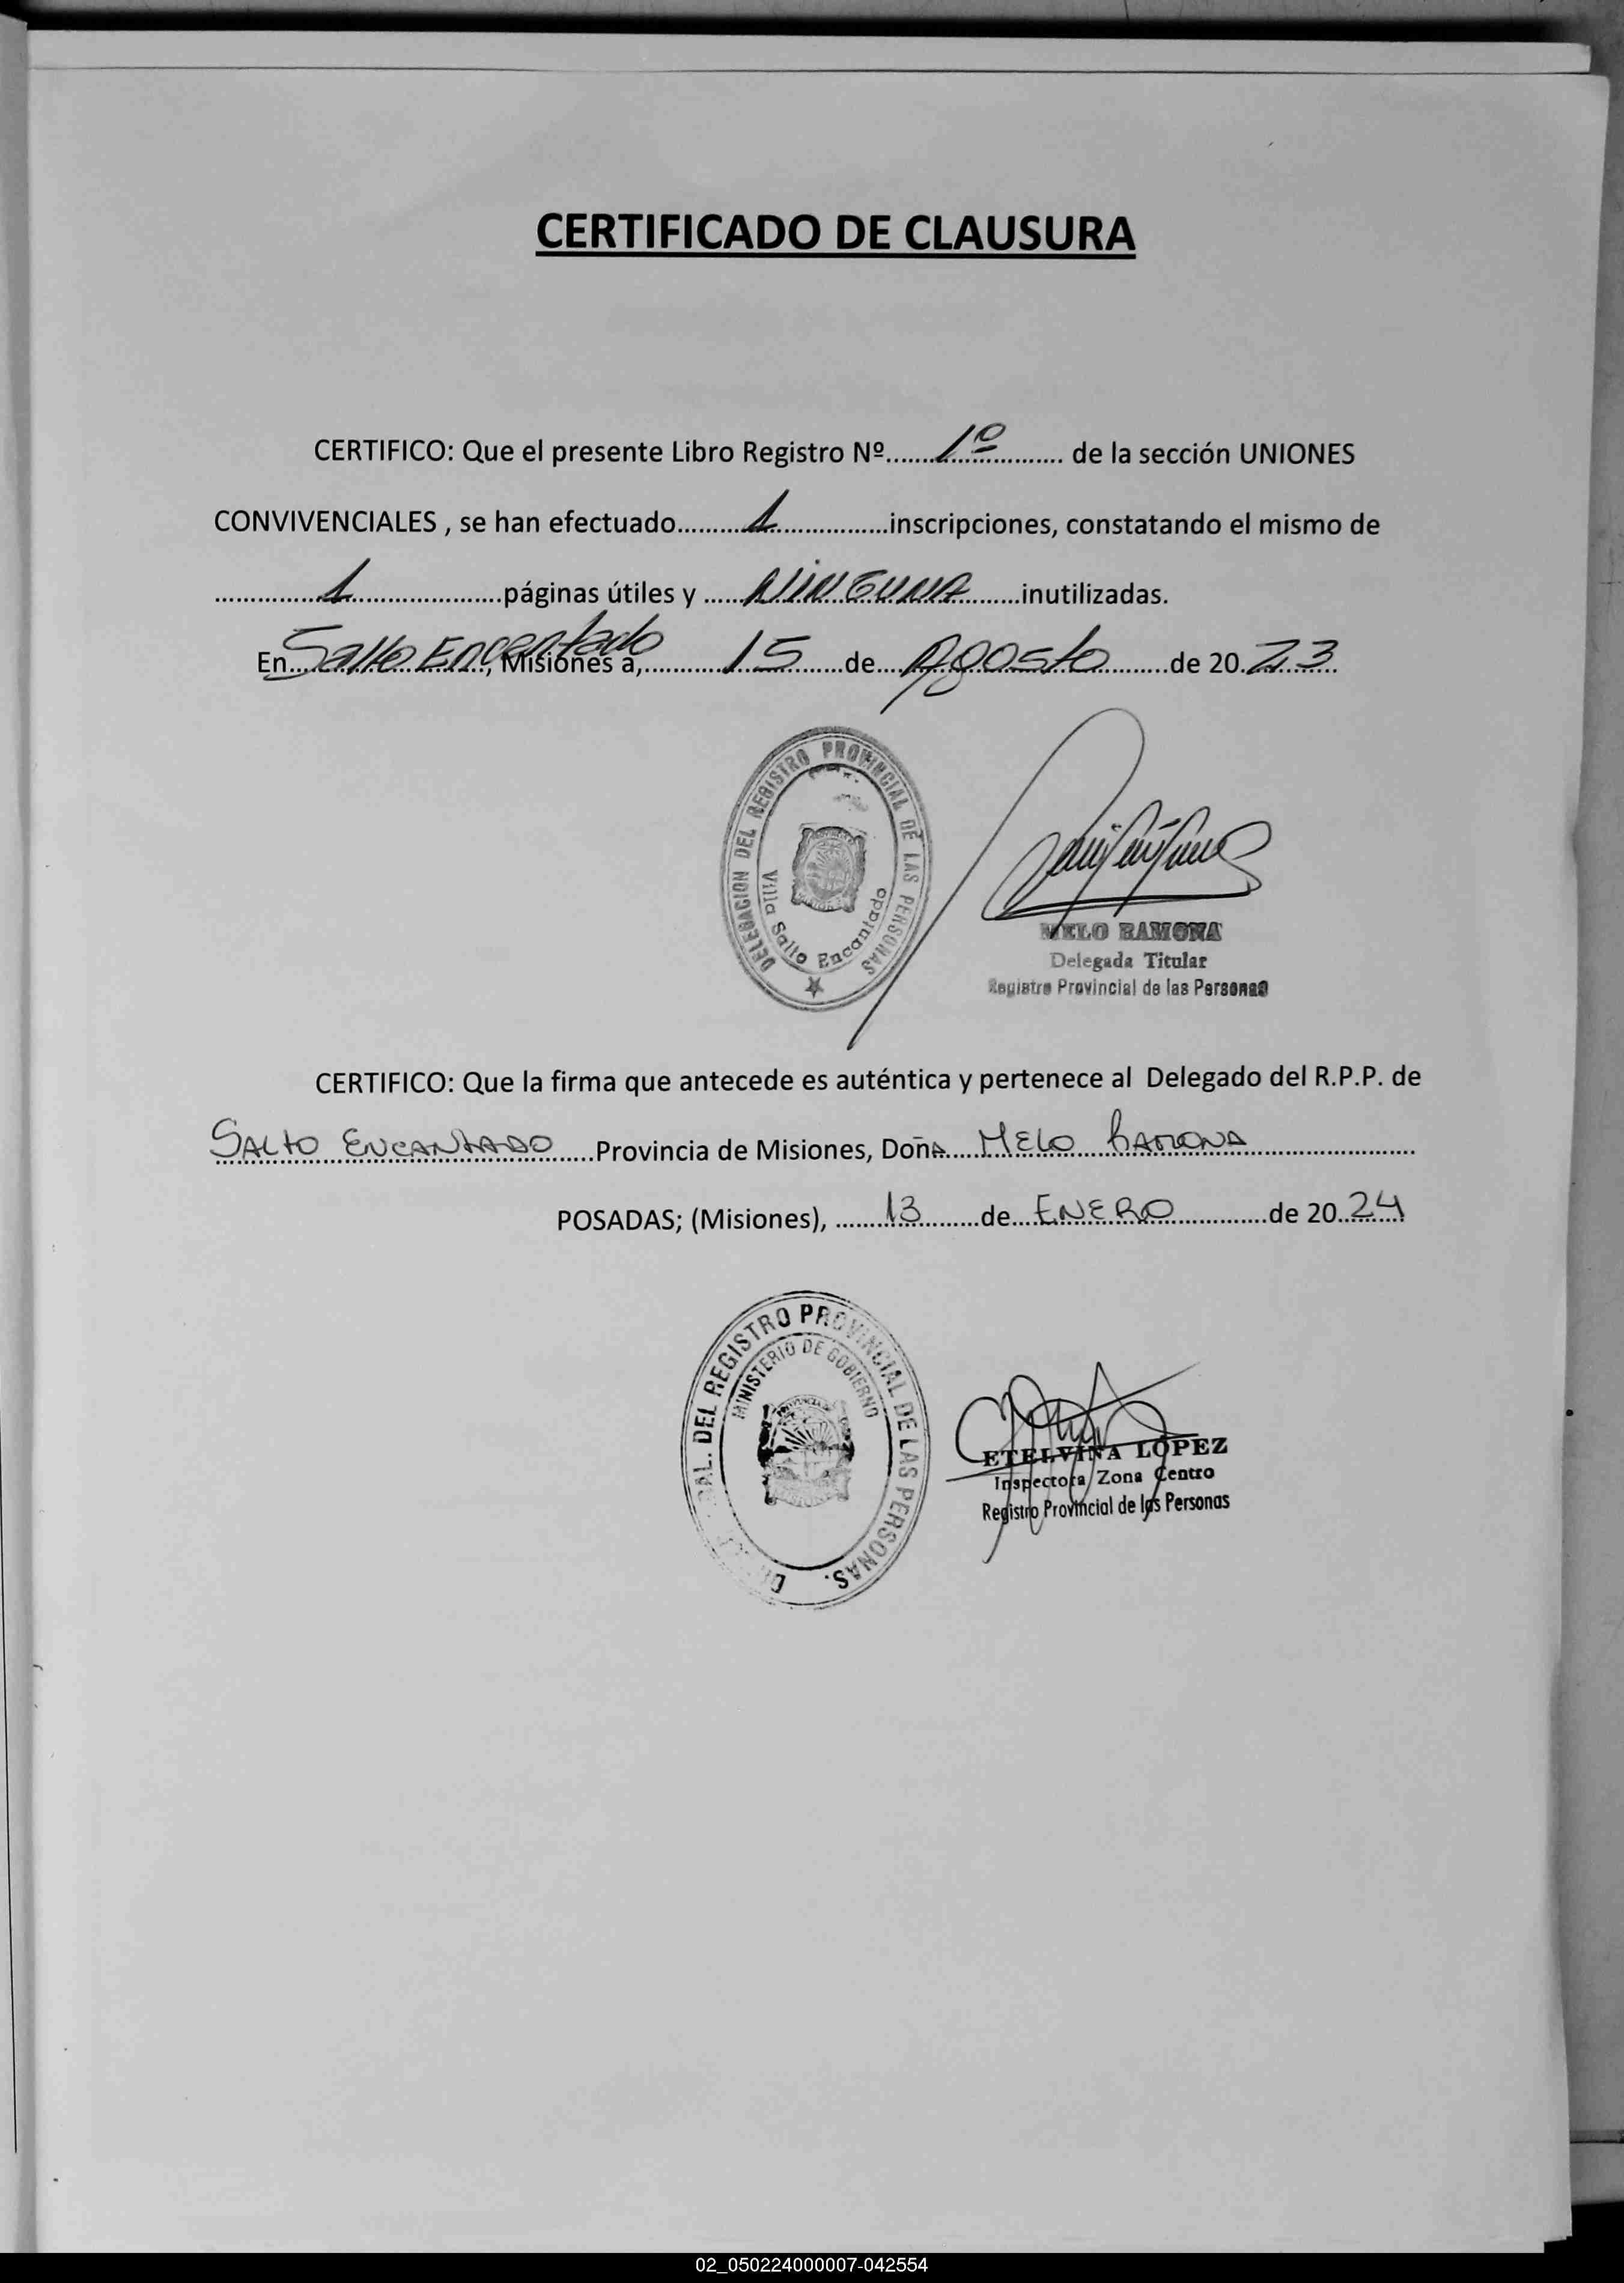 CERTIFICADO DE CLAUSURA
CERTIFICO: Que el presente Libro Registro Nº.......1º............ de la sección UNIONES
CONVIVENCIALES , se han efectuado.........1...............inscripciones, constatando el mismo de
...............1.....................páginas útiles y ......NINGUNA.......inutilizadas.
En...Salto Encantado..., Misiones a,...........15......de...Agosto........de 20.23.
DELEGACION DEL REGISTRO PROVINCIAL DE LAS PERSONAS
Villa Salto Encantado
MELO RAMONA
Delegada Titular
Registro Provincial de las Personas
CERTIFICO: Que la firma que antecede es auténtica y pertenece al Delegado del R.P.P. de
SALTO ENCANTADO.....Provincia de Misiones, Doña.....MELO RAMONA....................
POSADAS; (Misiones), .......13........de...ENERO.............de 20..24
GRAL. DEL REGISTRO PROVINCIAL DE LAS PERSONAS.
MINISTERIO DE GOBIERNO
ETELVINA LÓPEZ
Inspectora Zona Centro
Registro Provincial de las Personas
02_050224000007-042554